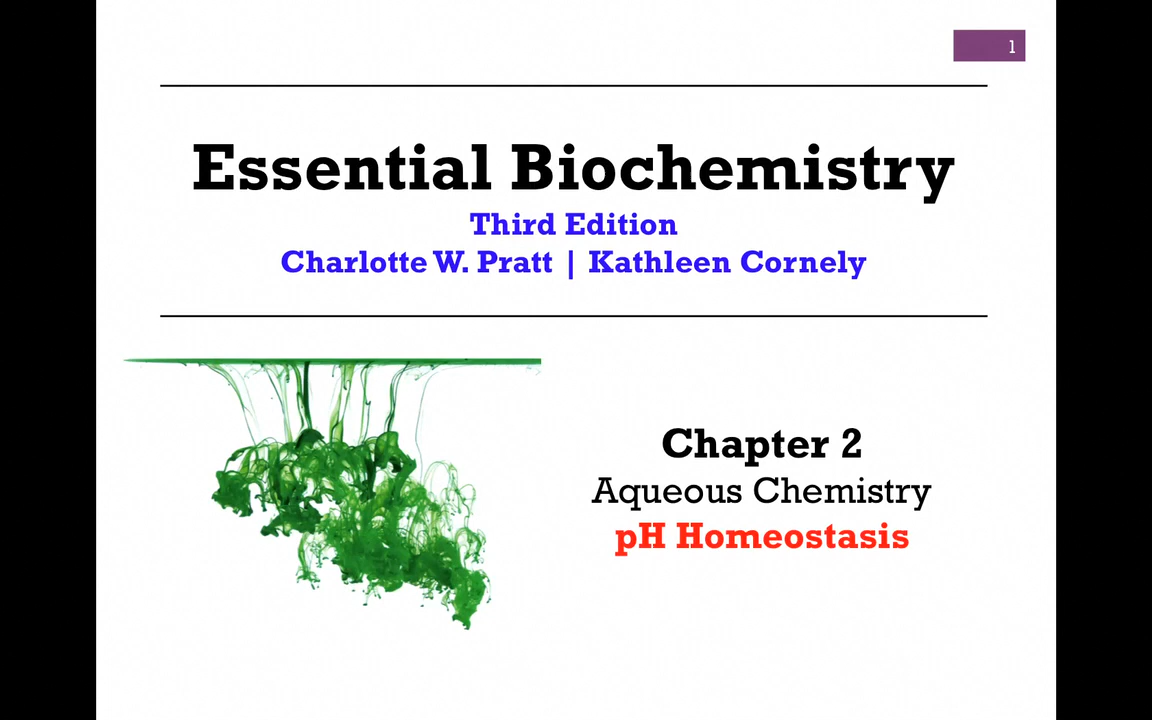 1
Essential Biochemistry
Third Edition
Charlotte W. Pratt | Kathleen Cornely
Chapter 2
Aqueous Chemistry
pH Homeostasis